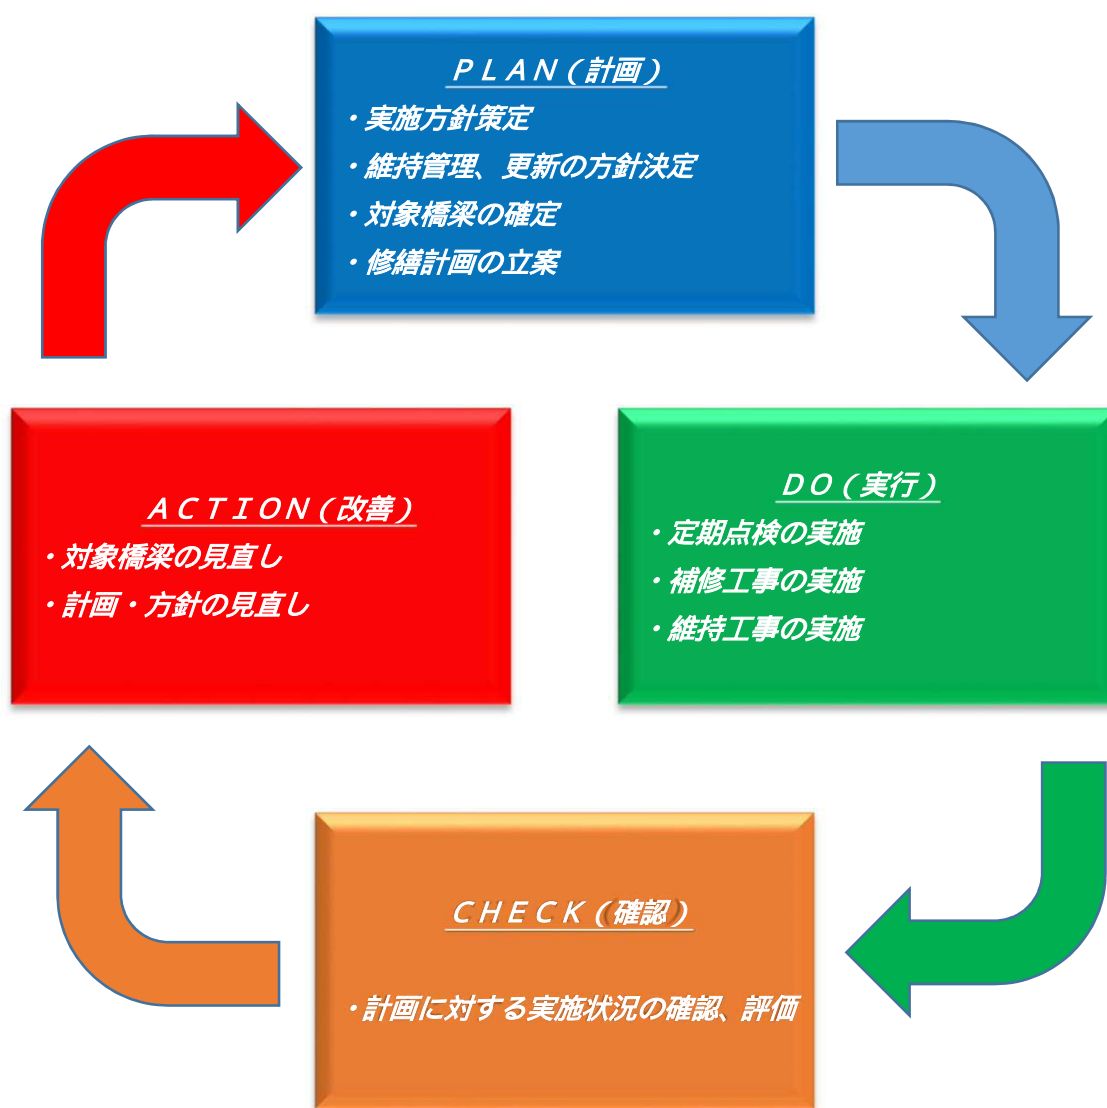 ＰＬＡＮ（計画）
・実施方針策定
・維持管理、更新の方針決定
・対象橋梁の確定
・修繕計画の立案
ＤＯ（実行）
・定期点検の実施
・補修工事の実施
・維持工事の実施
ＣＨＥＣＫ（確認）
・計画に対する実施状況の確認、評価
ＡＣＴＩＯＮ（改善）
・対象橋梁の見直し
・計画・方針の見直し